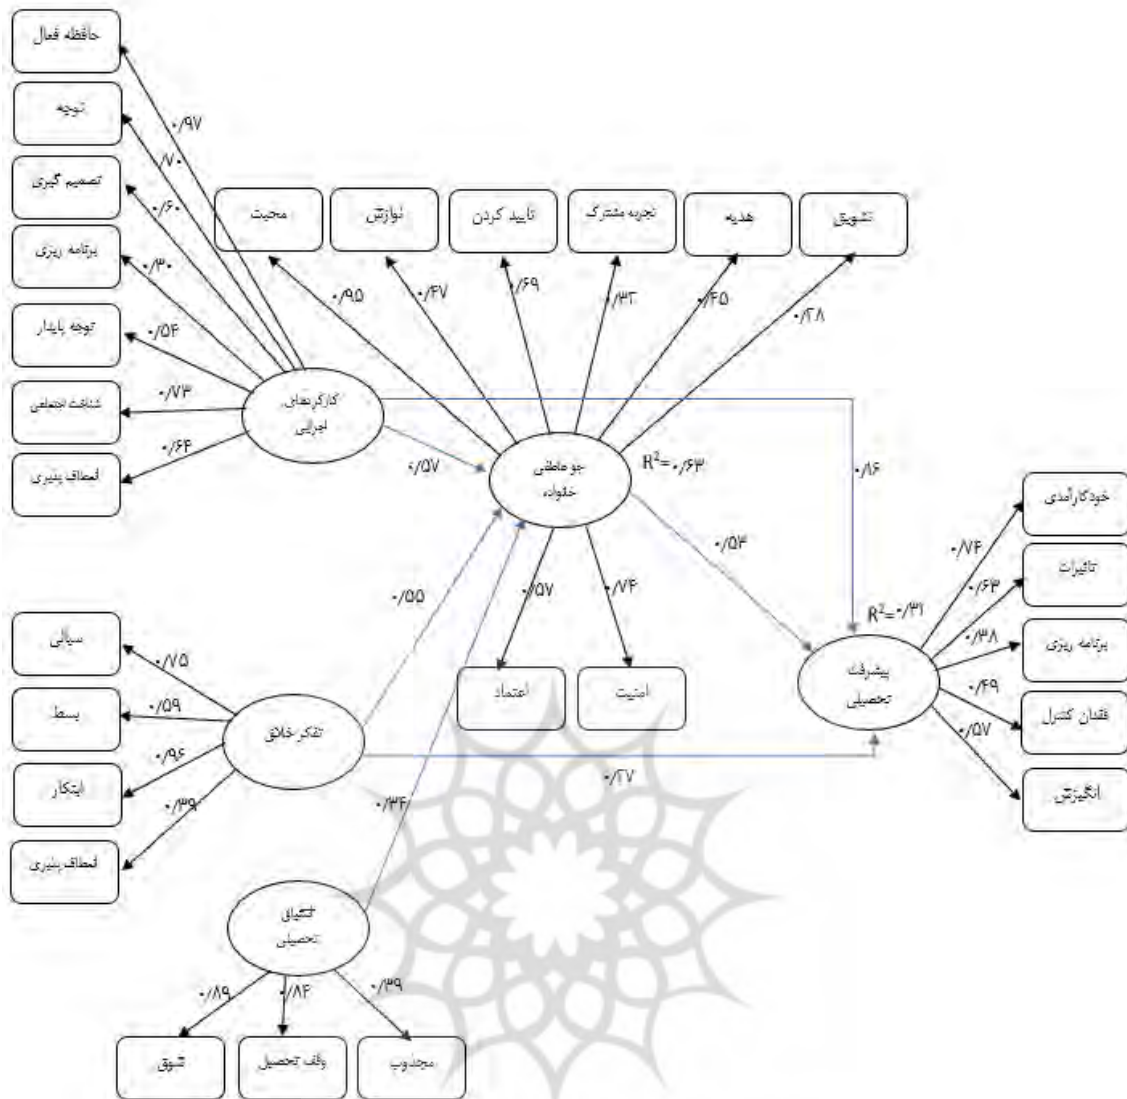 حافظه فعال
توجه
تصمیم گیری
برنامه ریزی
توجه پایدار
شناخت اجتماعی
انعطاف پذیری
۰/۹۷
۰/۷۰
۰/۶۰
۰/۳۰
۰/۵۴
۰/۷۳
۰/۶۴
کارکردهای
اجرایی
محبت
نوازش
تایید کردن
تجربه مشترک
هدیه
تشویق
۰/۹۵
۰/۴۷
۰/۶۹
۰/۳۲
۰/۴۵
۰/۲۸
جو عاطفی
خانواده
R²=۰/۶۳
۰/۵۷
۰/۱۶
۰/۵۳
۰/۵۵
۰/۳۴
۰/۲۷
۰/۵۷
۰/۷۴
اعتماد
امنیت
R²=۰/۳۱
پیشرفت
تحصیلی
۰/۷۴
۰/۶۳
۰/۳۸
۰/۴۹
۰/۵۷
خودکارآمدی
تاثیرات
برنامه ریزی
فقدان کنترل
انگیزش
سیالی
بسط
ابتکار
انعطاف پذیری
۰/۷۵
۰/۵۹
۰/۹۶
۰/۳۹
تفکر خلاق
اشتیاق
تحصیلی
۰/۸۹
۰/۸۴
۰/۳۹
شوق
وقف تحصیل
مجذوب